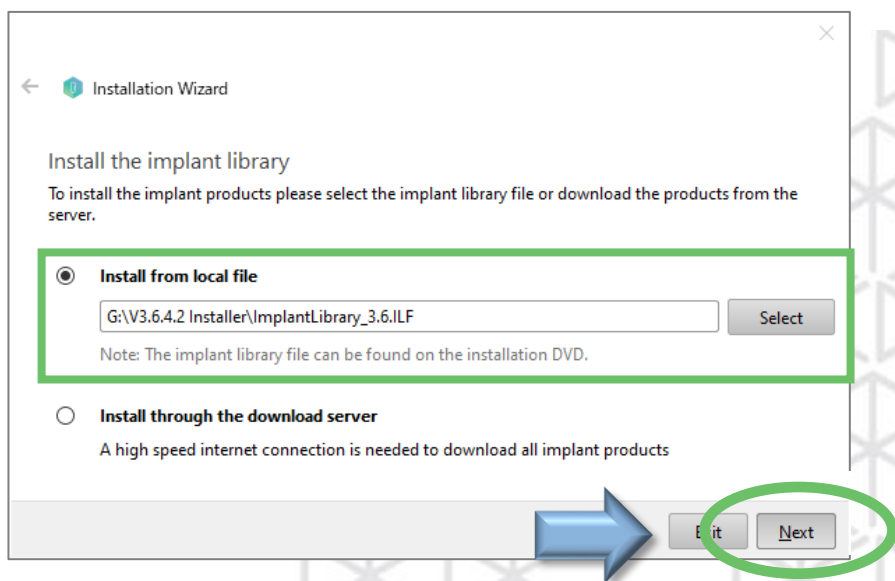 Installation Wizard
Install the implant library
To install the implant products please select the implant library file or download the products from the
server.
Install from local file
G:\V3.6.4.2 Installer\ImplantLibrary_3.6.ILF
Select
Note: The implant library file can be found on the installation DVD.
Install through the download server
A high speed internet connection is needed to download all implant products
Exit
Next